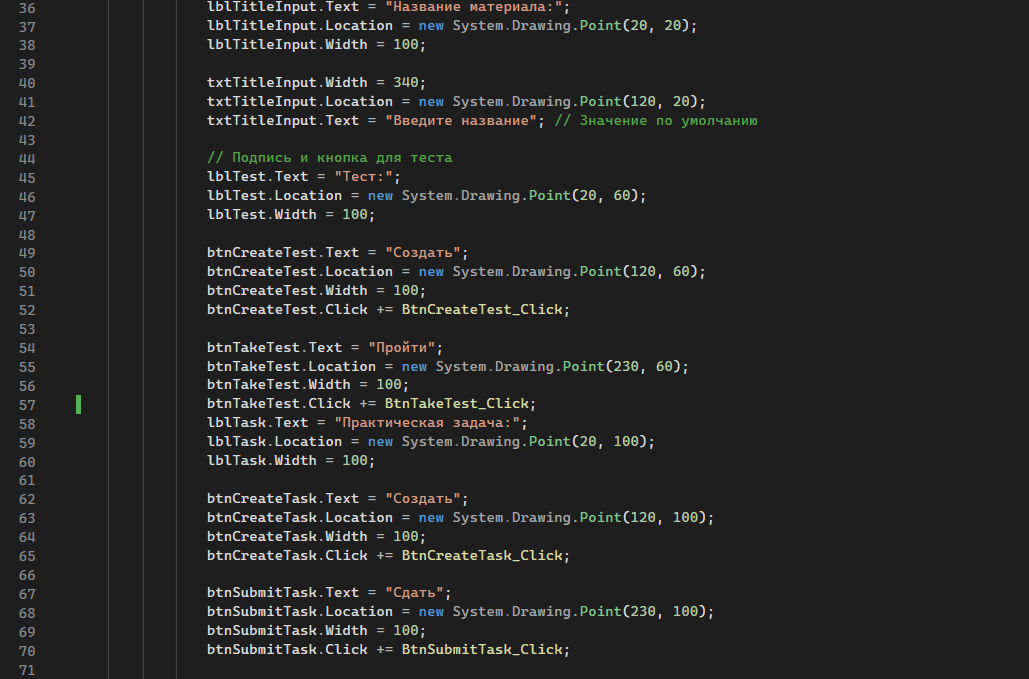 36 lblTitleInput.Text = "Название материала:";
37 lblTitleInput.Location = new System.Drawing.Point(20, 20);
38 lblTitleInput.Width = 100;
39
40 txtTitleInput.Width = 340;
41 txtTitleInput.Location = new System.Drawing.Point(120, 20);
42 txtTitleInput.Text = "Введите название"; // Значение по умолчанию
43
44 // Подпись и кнопка для теста
45 lblTest.Text = "Тест:";
46 lblTest.Location = new System.Drawing.Point(20, 60);
47 lblTest.Width = 100;
48
49 btnCreateTest.Text = "Создать";
50 btnCreateTest.Location = new System.Drawing.Point(120, 60);
51 btnCreateTest.Width = 100;
52 btnCreateTest.Click += BtnCreateTest_Click;
53
54 btnTakeTest.Text = "Пройти";
55 btnTakeTest.Location = new System.Drawing.Point(230, 60);
56 btnTakeTest.Width = 100;
57 btnTakeTest.Click += BtnTakeTest_Click;
58 lblTask.Text = "Практическая задача:";
59 lblTask.Location = new System.Drawing.Point(20, 100);
60 lblTask.Width = 100;
61
62 btnCreateTask.Text = "Создать";
63 btnCreateTask.Location = new System.Drawing.Point(120, 100);
64 btnCreateTask.Width = 100;
65 btnCreateTask.Click += BtnCreateTask_Click;
66
67 btnSubmitTask.Text = "Сдать";
68 btnSubmitTask.Location = new System.Drawing.Point(230, 100);
69 btnSubmitTask.Width = 100;
70 btnSubmitTask.Click += BtnSubmitTask_Click;
71